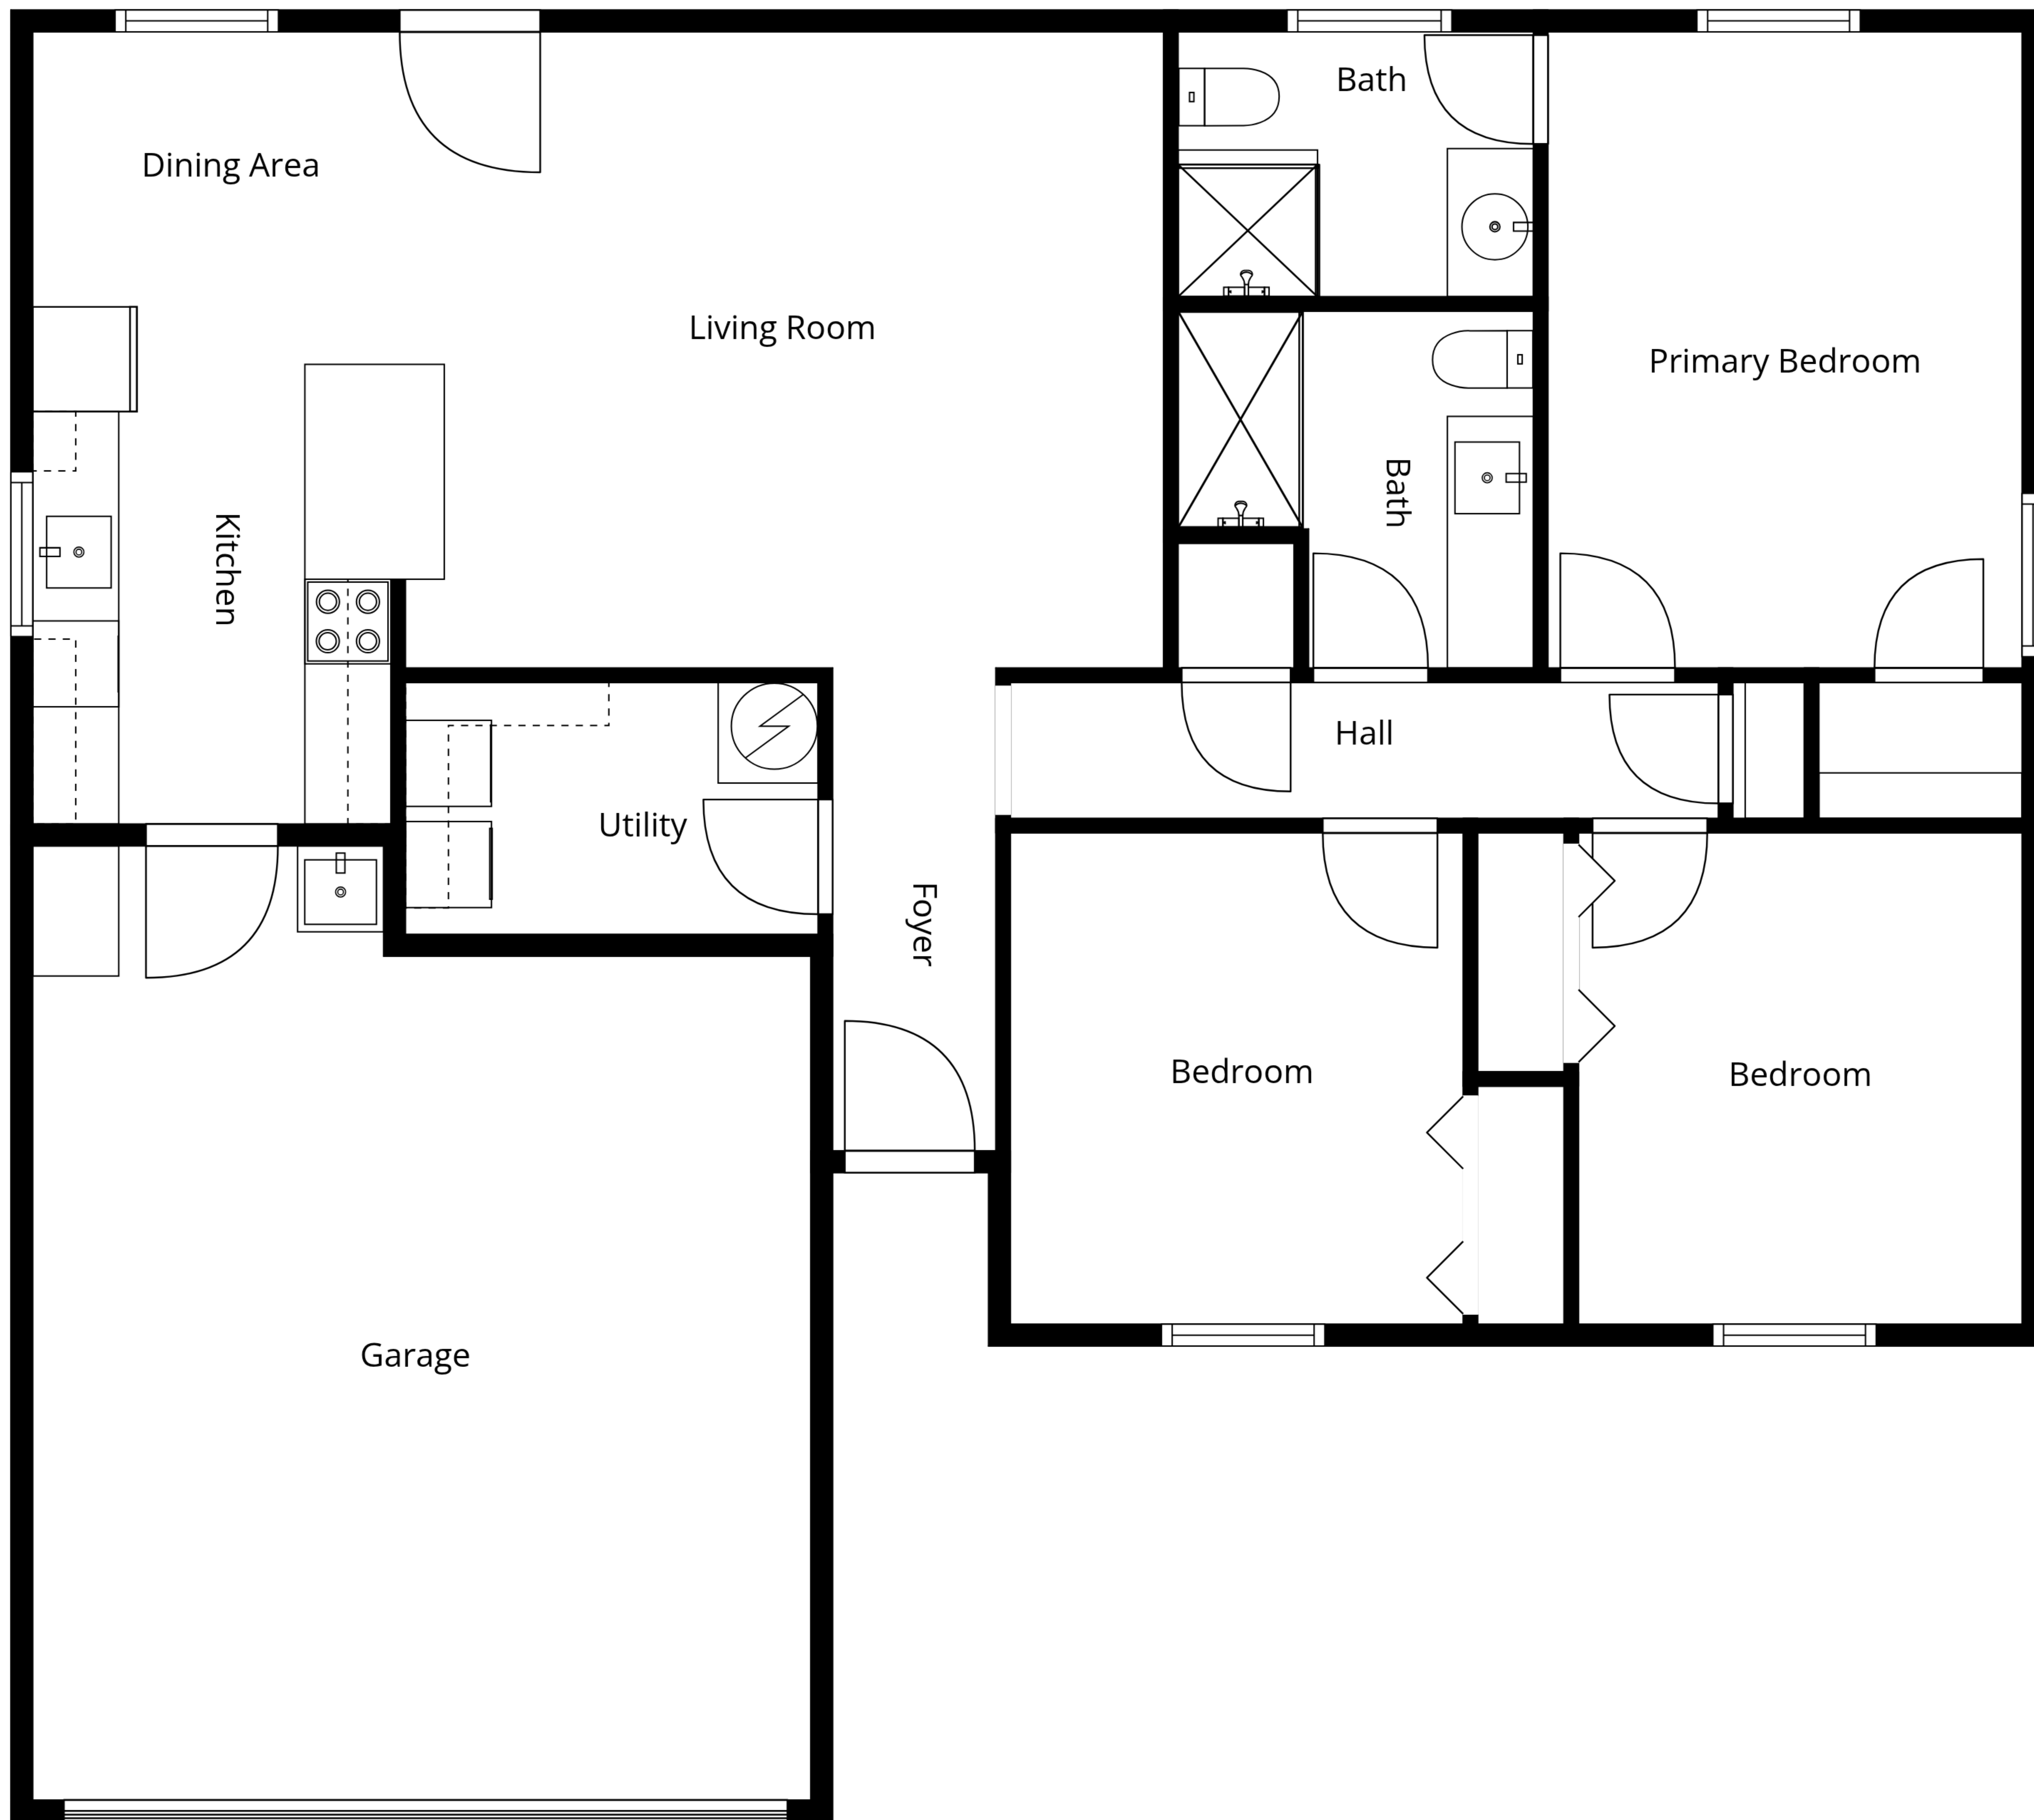 Bath
Dining Area
Living Room
Primary Bedroom
Bath
Kitchen
Hall
Utility
Foyer
Bedroom
Bedroom
Garage